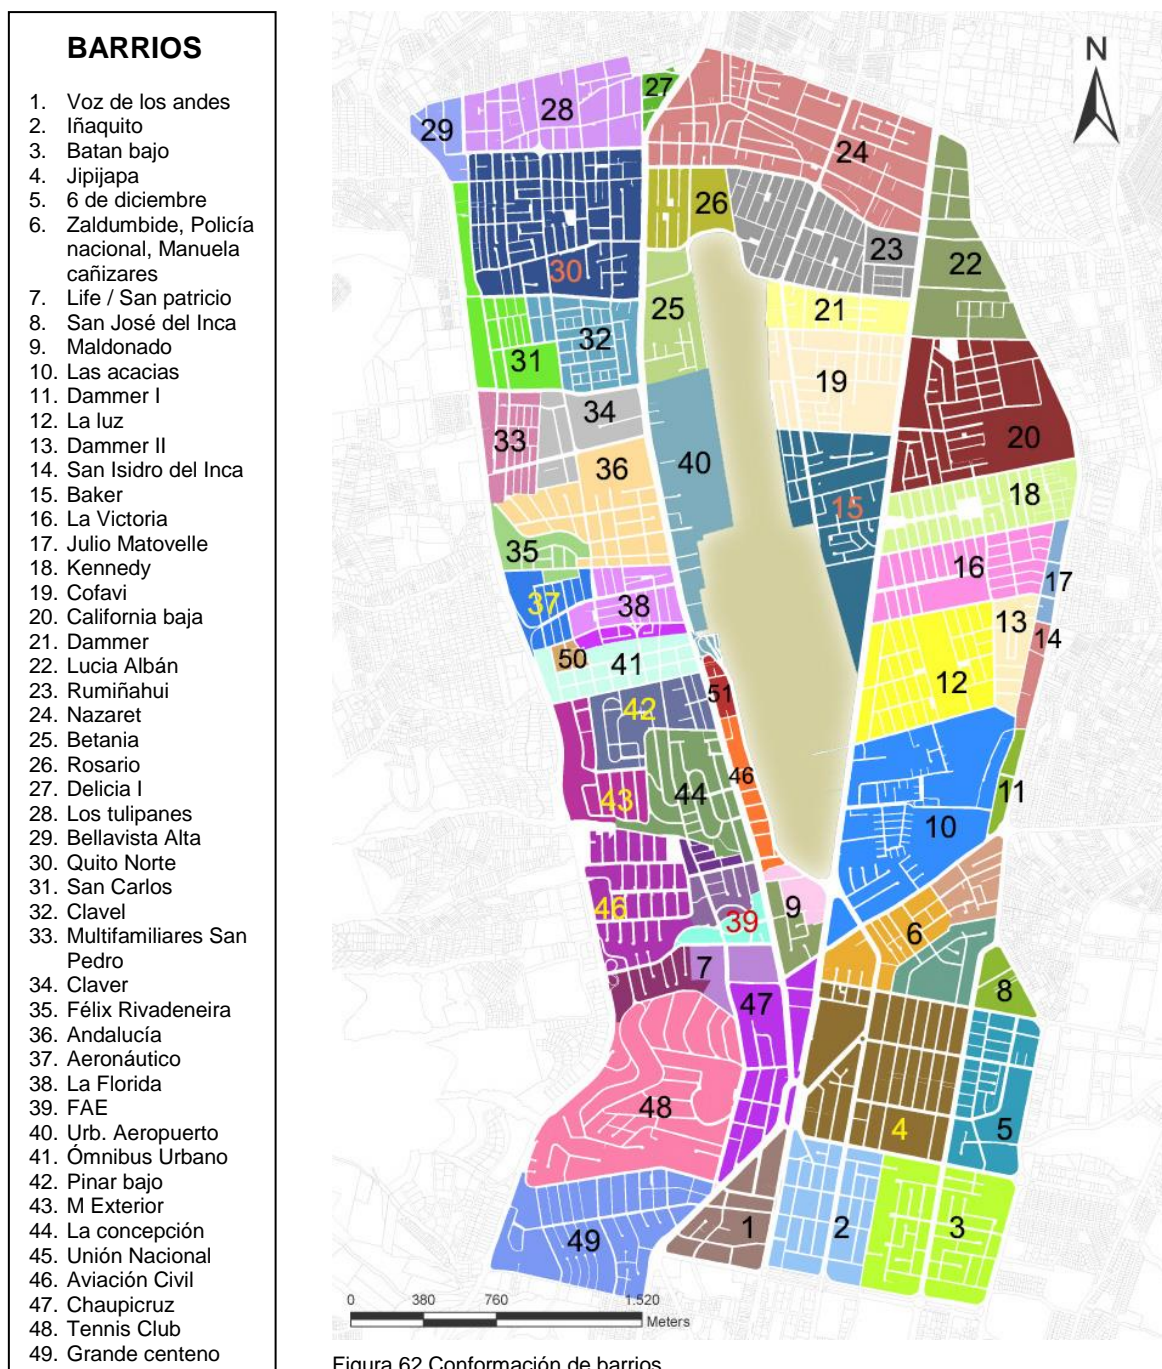 BARRIOS
1. Voz de los andes
2. Iñaquito
3. Batan bajo
4. Jipijapa
5. 6 de diciembre
6. Zaldumbide, Policía
nacional, Manuela
cañizares
7. Life / San patricio
8. San José del Inca
9. Maldonado
10. Las acacias
11. Dammer I
12. La luz
13. Dammer II
14. San Isidro del Inca
15. Baker
16. La Victoria
17. Julio Matovelle
18. Kennedy
19. Cofavi
20. California baja
21. Dammer
22. Lucia Albán
23. Rumiñahui
24. Nazaret
25. Betania
26. Rosario
27. Delicia I
28. Los tulipanes
29. Bellavista Alta
30. Quito Norte
31. San Carlos
32. Clavel
33. Multifamiliares San
Pedro
34. Claver
35. Félix Rivadeneira
36. Andalucía
37. Aeronáutico
38. La Florida
39. FAE
40. Urb. Aeropuerto
41. Ómnibus Urbano
42. Pinar bajo
43. M Exterior
44. La concepción
45. Unión Nacional
46. Aviación Civil
47. Chaupicruz
48. Tennis Club
49. Grande centeno
N
27
28
29
24
26
23
22
30
25
21
32
31
19
34
33
20
36
40
18
15
35
16
17
37
38
13
14
50
41
12
51
42
46
43
44
11
10
46
39
9
6
7
8
47
48
4
5
49
1
2
3
0 380 760 1.520
Meters
Figura 62 Conformación de barrios